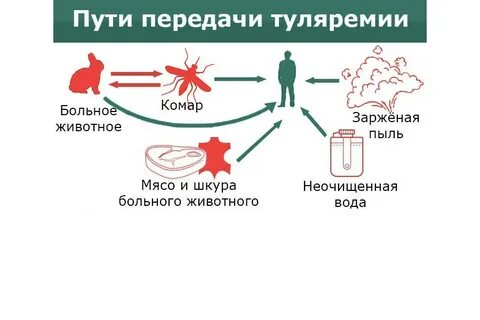 Пути передачи туляремии
Больное
животное
Комар
Заржёная
пыль
Мясо и шкура
больного животного
Неочищенная
вода